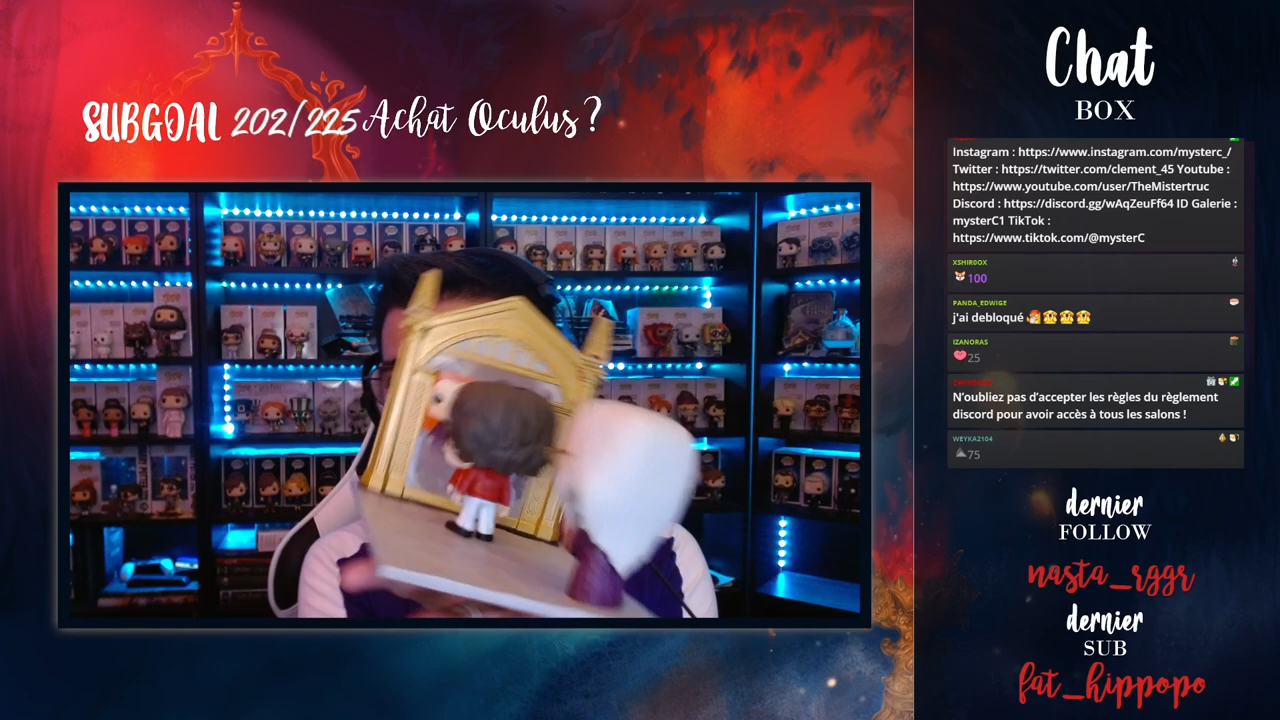 SUBGOAL 202/225 Achat Oculus ?
Chat
BOX
Instagram : https://www.instagram.com/mysterc_/
Twitter : https://twitter.com/clement_45 Youtube :
https://www.youtube.com/user/TheMistertruc
Discord : https://discord.gg/wAqZeuFf64 ID Galerie :
mysterC1 TikTok :
https://www.tiktok.com/@mysterC
XSHIR0OX
100
PANDA_EDWIGE
j'ai debloqué
IZANORAS
25
N'oubliez pas d'accepter les règles du règlement
discord pour avoir accès à tous les salons !
WEYKA2104
75
dernier
FOLLOW
nasta_rggr
dernier
SUB
fat_hippopo